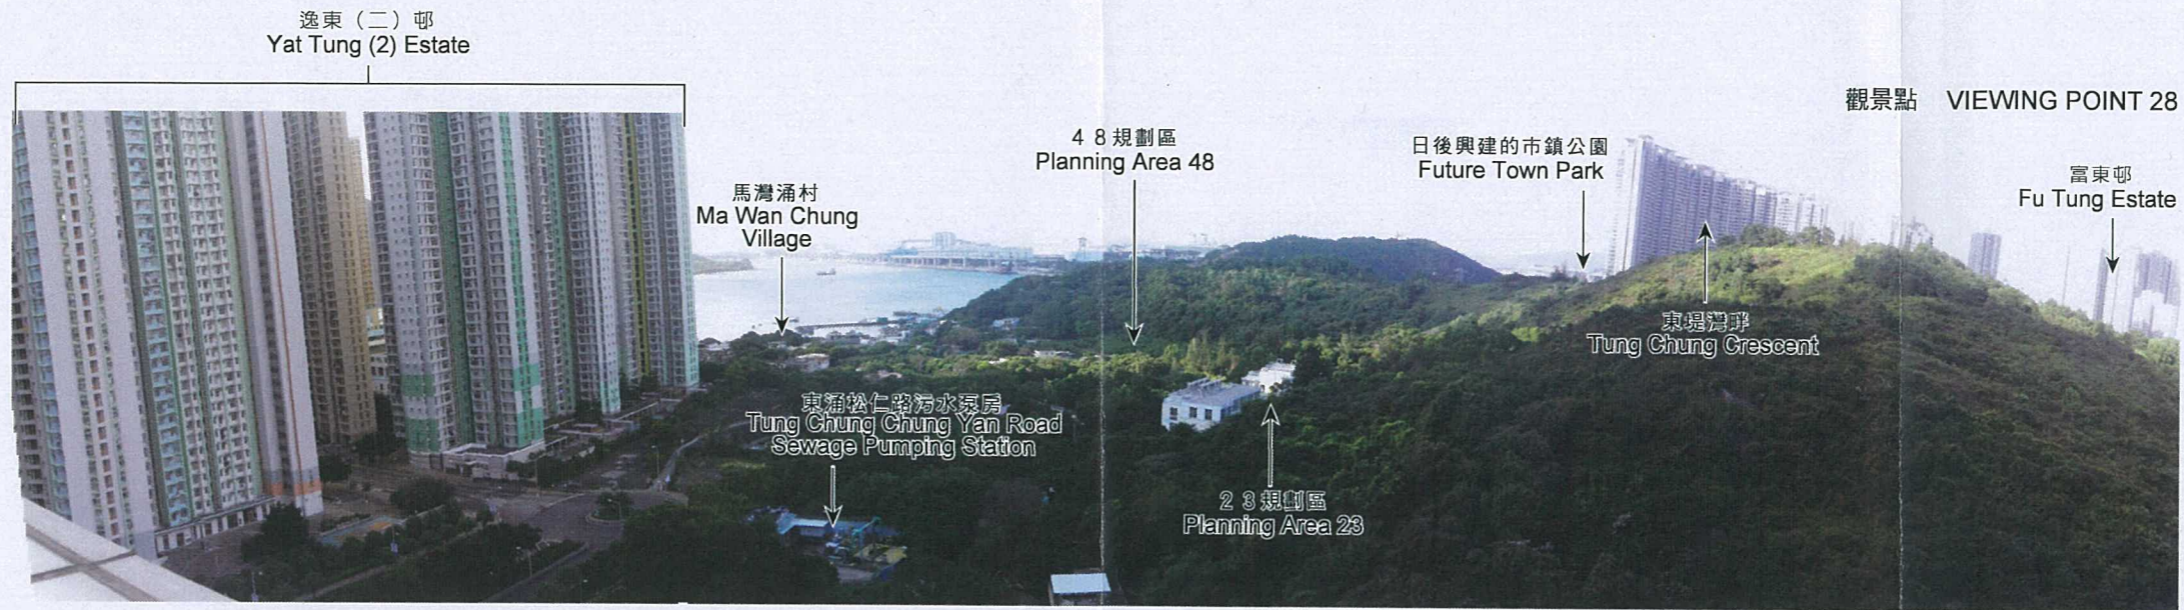 逸東（二）邨
Yat Tung (2) Estate
觀景點 VIEWING POINT 28
４８規劃區
Planning Area 48
日後興建的市鎮公園
Future Town Park
富東邨
Fu Tung Estate
馬灣涌村
Ma Wan Chung
Village
東堤灣畔
Tung Chung Crescent
東涌松仁路污水泵房
Tung Chung Chung Yan Road
Sewage Pumping Station
２３規劃區
Planning Area 23